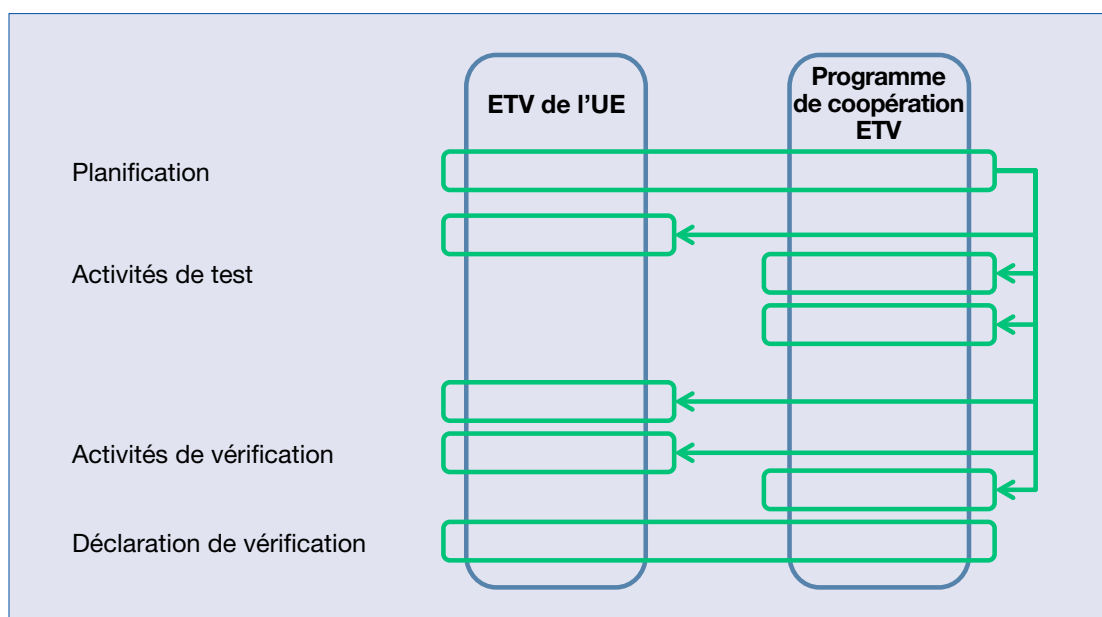 ETV de l’UE
Programme
de coopération
ETV
Planification
Activités de test
Activités de vérification
Déclaration de vérification